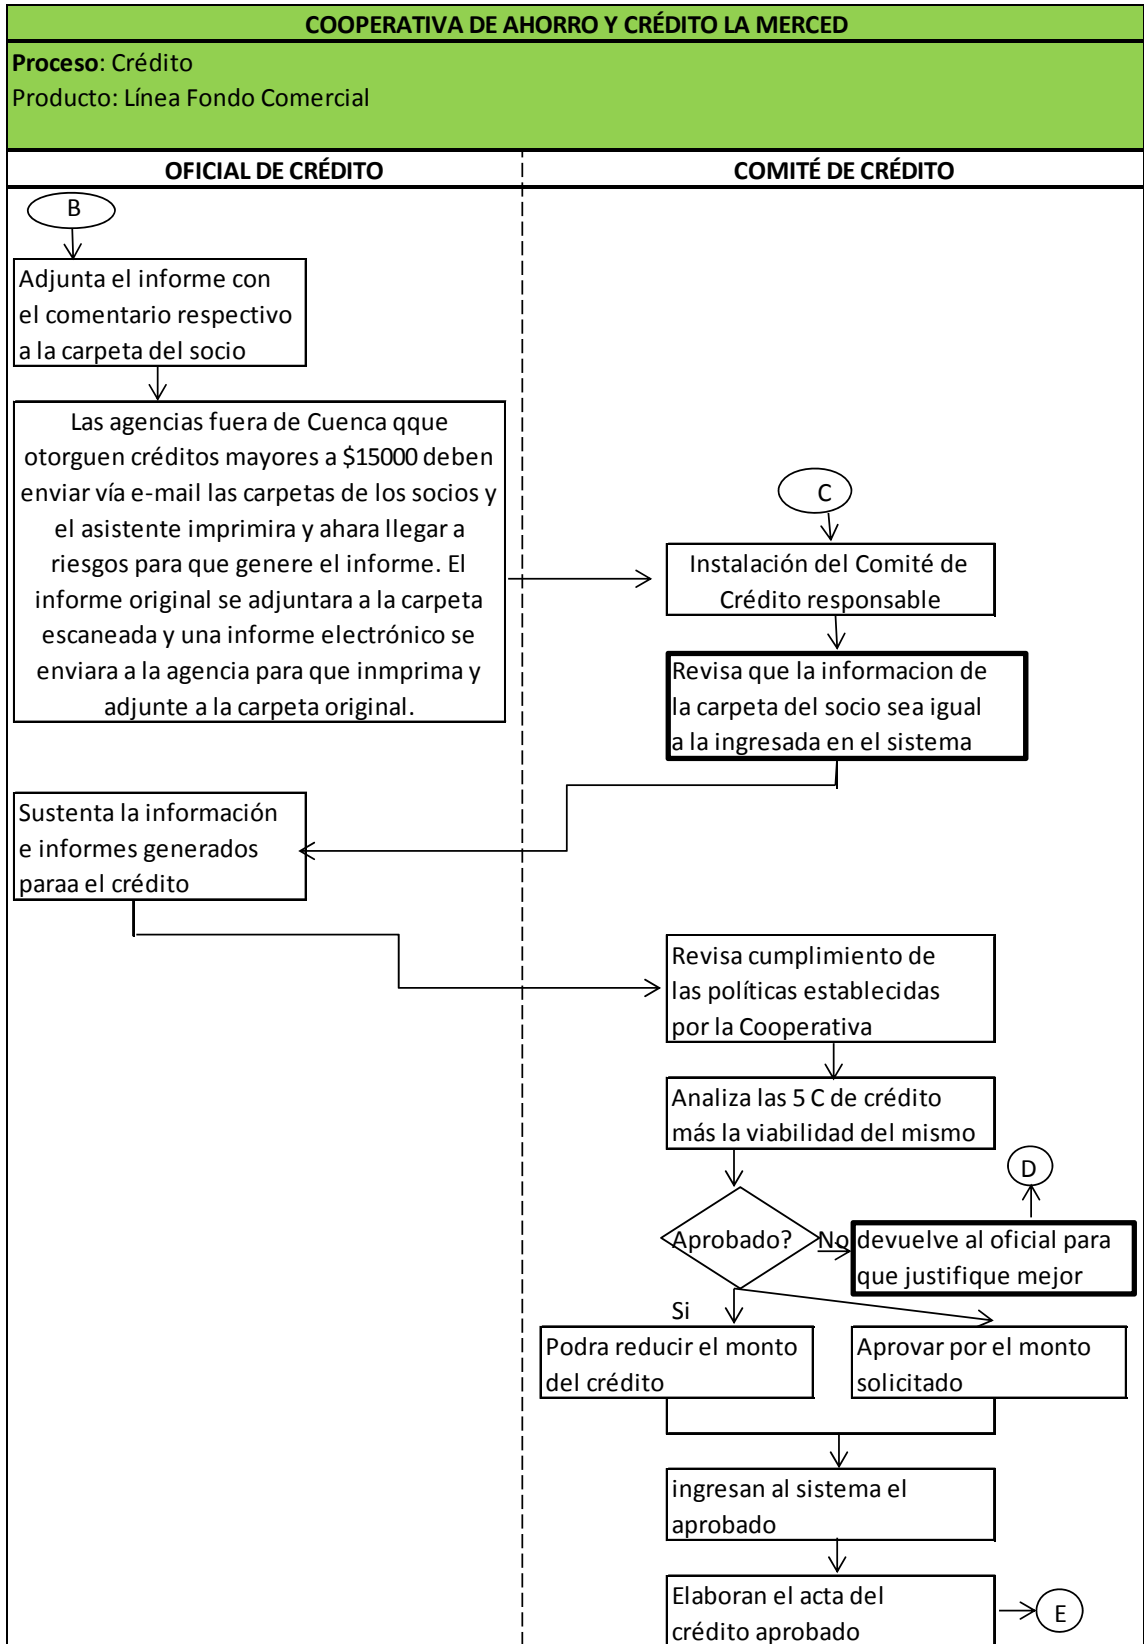 COOPERATIVA DE AHORRO Y CRÉDITO LA MERCED
Proceso: Crédito
Producto: Línea Fondo Comercial
OFICIAL DE CRÉDITO
COMITÉ DE CRÉDITO
B
Adjunta el informe con
el comentario respectivo
a la carpeta del socio
Las agencias fuera de Cuenca qque
otorguen créditos mayores a $15000 deben
enviar vía e-mail las carpetas de los socios y
el asistente imprimira y ahara llegar a
riesgos para que genere el informe. El
informe original se adjuntara a la carpeta
escaneada y una informe electrónico se
enviara a la agencia para que inmprima y
adjunte a la carpeta original.
C
Instalación del Comité de
Crédito responsable
Revisa que la informacion de
la carpeta del socio sea igual
a la ingresada en el sistema
Sustenta la información
e informes generados
paraa el crédito
Revisa cumplimiento de
las políticas establecidas
por la Cooperativa
Analiza las 5 C de crédito
más la viabilidad del mismo
D
Aprobado?
No
devuelve al oficial para
que justifique mejor
Si
Podra reducir el monto
del crédito
Aprovar por el monto
solicitado
ingresan al sistema el
aprobado
Elaboran el acta del
crédito aprobado
E